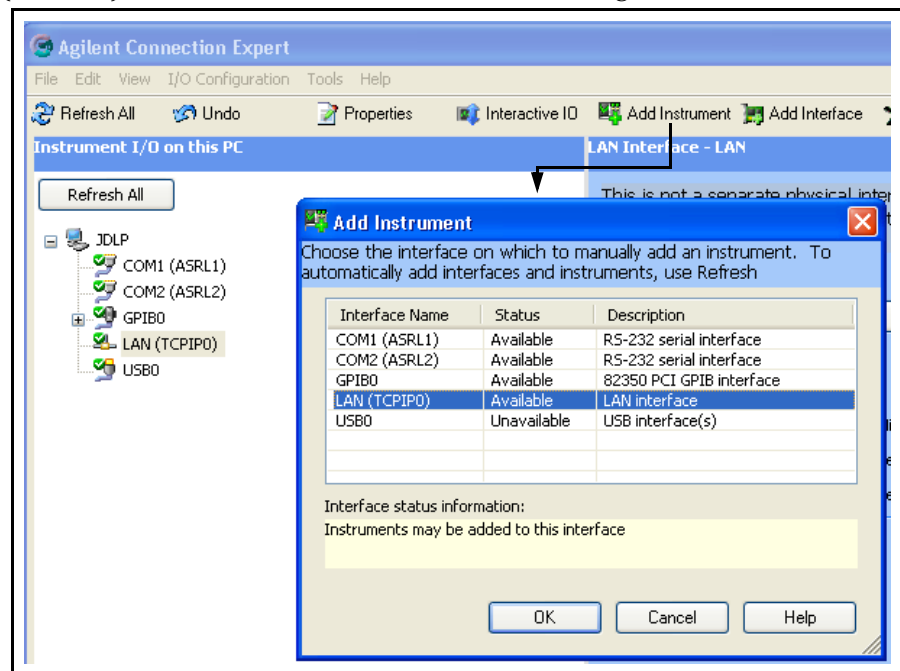 Agilent Connection Expert
File Edit View I/O Configuration Tools Help
Refresh All Undo Properties Interactive IO Add Instrument Add Interface
Instrument I/O on this PC
LAN Interface - LAN
Refresh All
This is not a separate physical inter
JDLP
COM1 (ASRL1)
COM2 (ASRL2)
GPIB0
LAN (TCPIP0)
USB0
Add Instrument
Choose the interface on which to manually add an instrument. To
automatically add interfaces and instruments, use Refresh
Interface Name Status Description
COM1 (ASRL1) Available RS-232 serial interface
COM2 (ASRL2) Available RS-232 serial interface
GPIB0 Available 82350 PCI GPIB interface
LAN (TCPIP0) Available LAN interface
USB0 Unavailable USB interface(s)
Interface status information:
Instruments may be added to this interface
OK Cancel Help